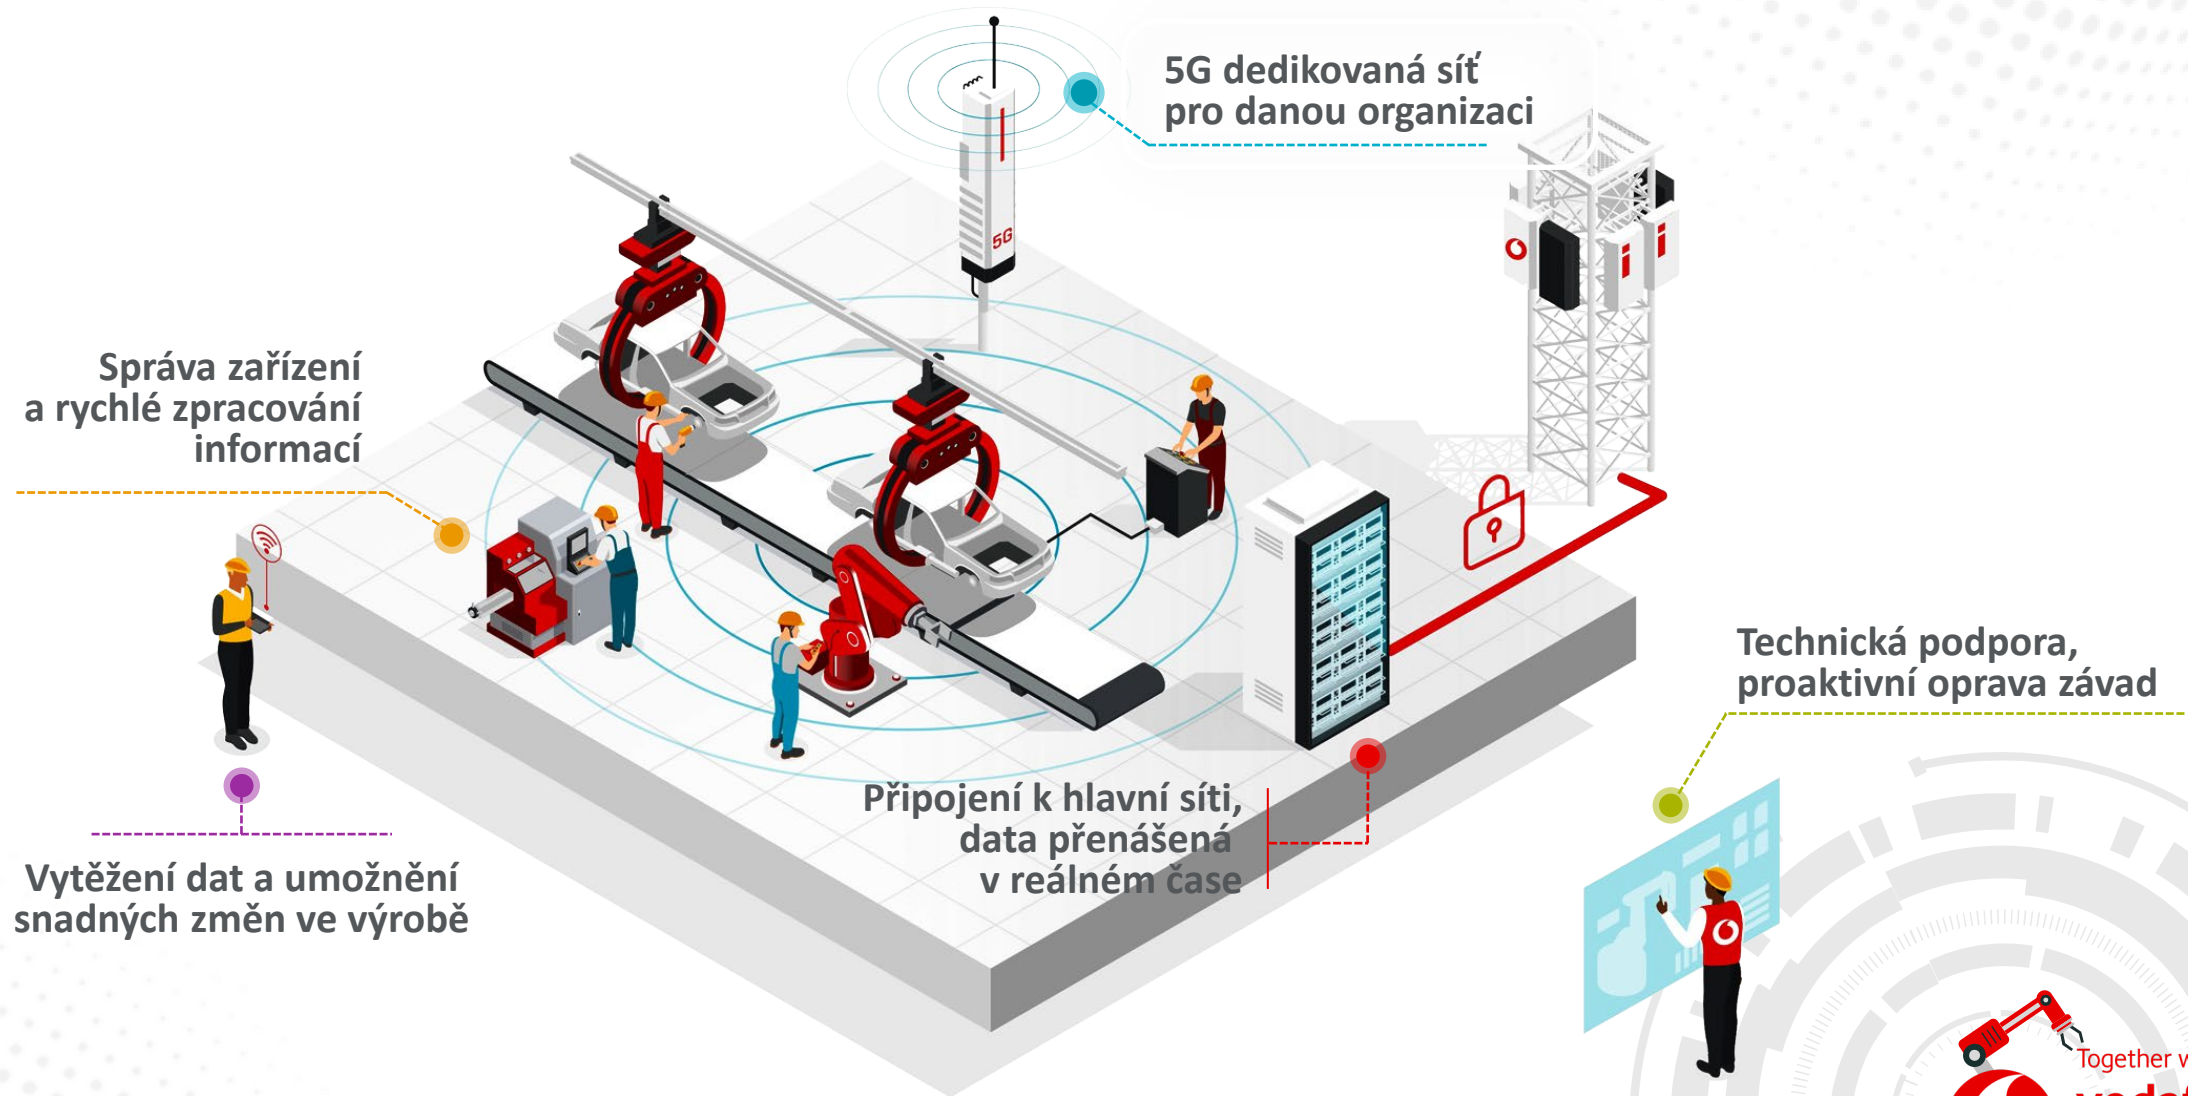 5G dedikovaná síť
pro danou organizaci
5G
Správa zařízení
a rychlé zpracování
informací
Technická podpora,
proaktivní oprava závad
Připojení k hlavní síti,
data přenášená
v reálném čase
Vytěžení dat a umožnění
snadných změn ve výrobě
Together